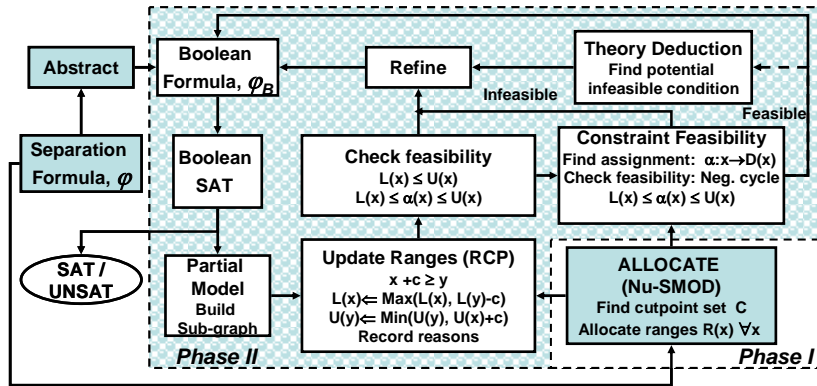 Abstract
Separation
Formula, φ
Boolean
Formula, φB
Boolean
SAT
SAT /
UNSAT
Partial
Model
Build
Sub-graph
Phase II
Refine
Infeasible
Theory Deduction
Find potential
infeasible condition
Feasible
Check feasibility
L(x) ≤ U(x)
L(x) ≤ α(x) ≤ U(x)
Constraint Feasibility
Find assignment: α:x→D(x)
Check feasibility: Neg. cycle
L(x) ≤ α(x) ≤ U(x)
Update Ranges (RCP)
x +c ≥ y
L(x)⇐ Max(L(x), L(y)-c)
U(y)⇐ Min(U(y), U(x)+c)
Record reasons
ALLOCATE
(Nu-SMOD)
Find cutpoint set C
Allocate ranges R(x) ∀x
Phase I